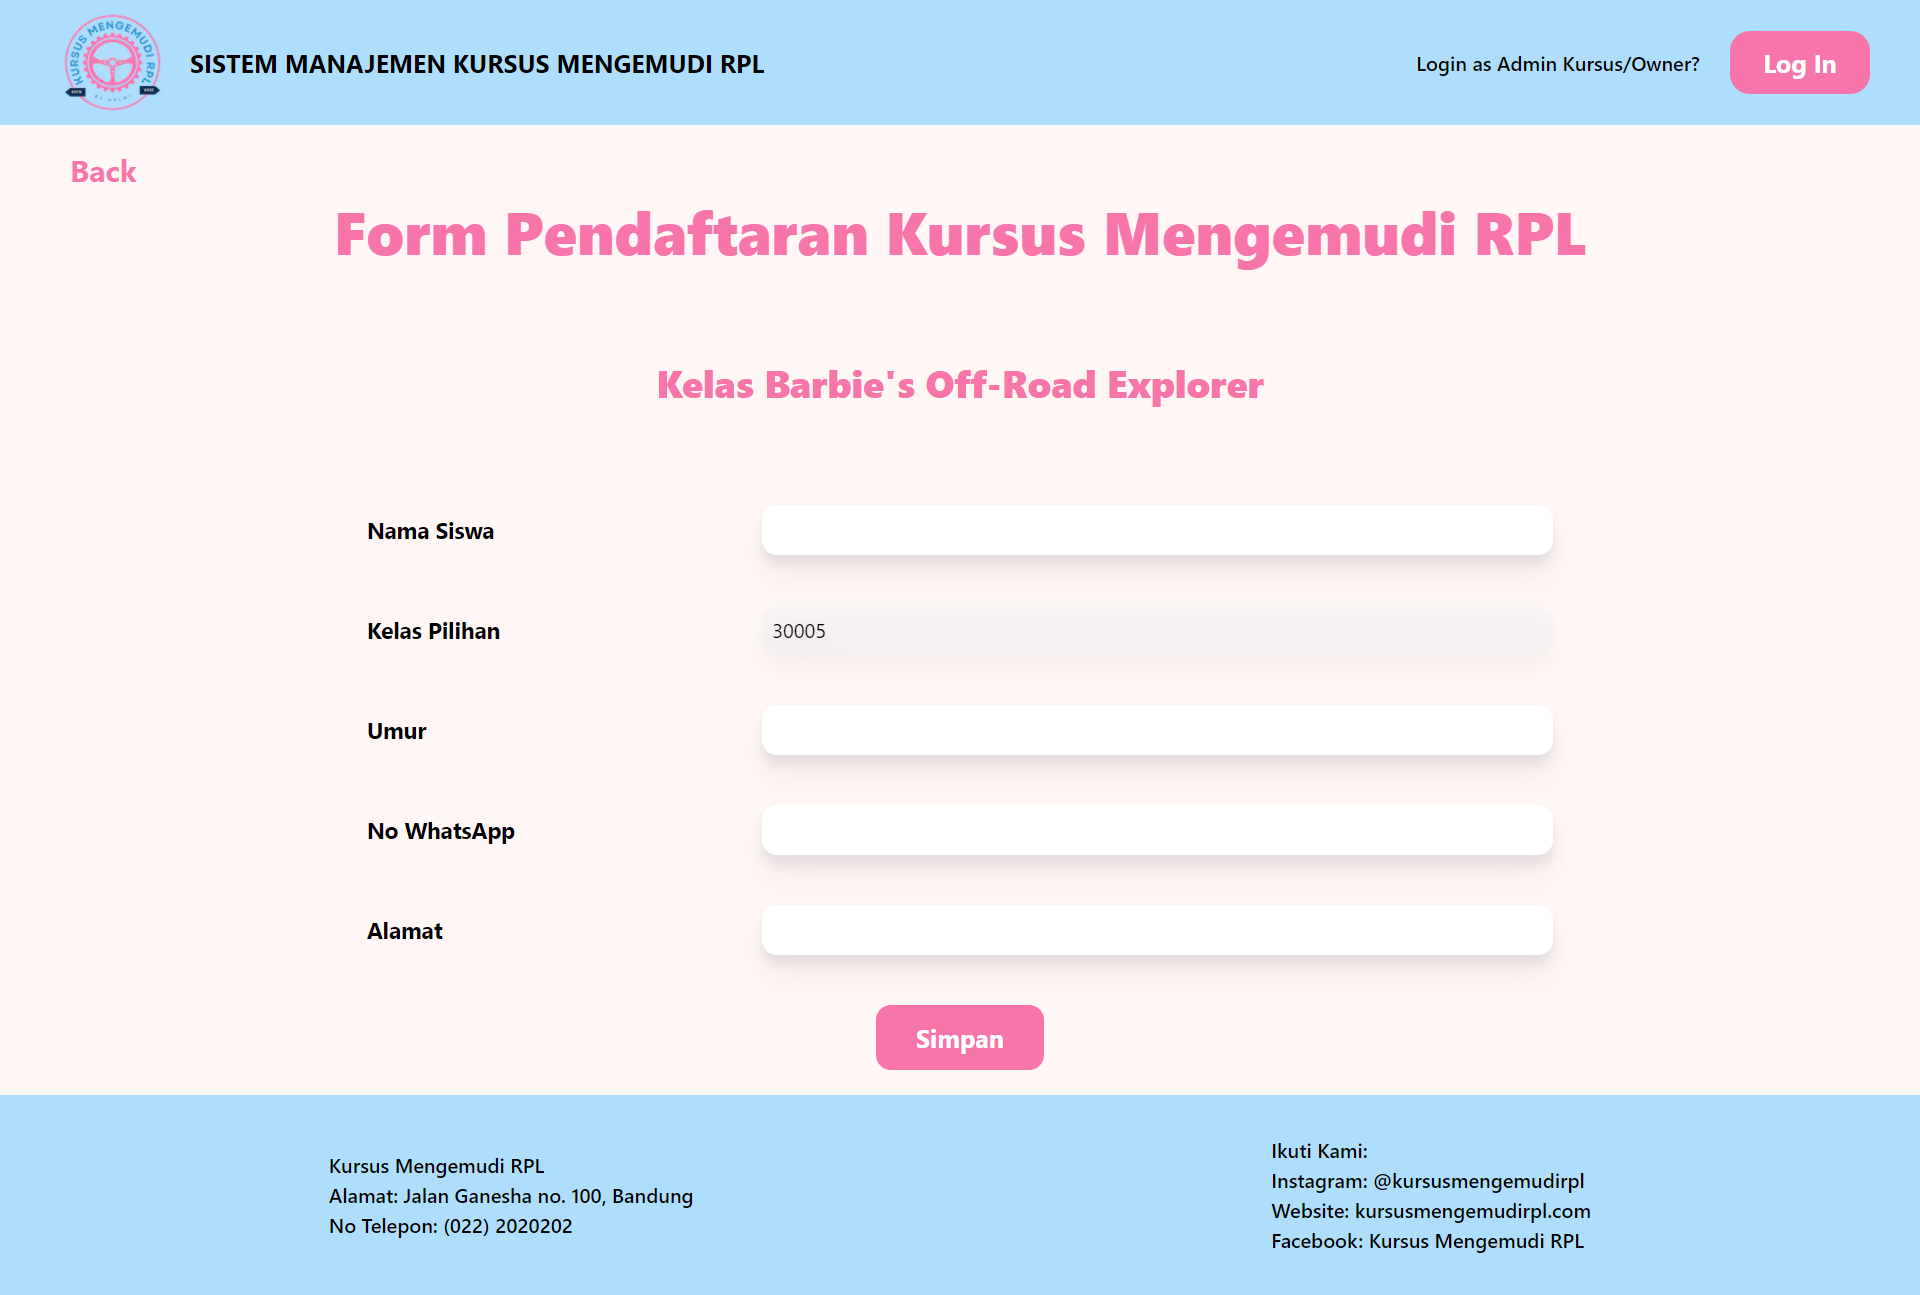 KURSUS MENGEMUDI RPL
SISTEM MANAJEMEN KURSUS MENGEMUDI RPL
Login as Admin Kursus/Owner?
Log In
Back
Form Pendaftaran Kursus Mengemudi RPL
Kelas Barbie's Off-Road Explorer
Nama Siswa
Kelas Pilihan
30005
Umur
No WhatsApp
Alamat
Simpan
Kursus Mengemudi RPL
Alamat: Jalan Ganesha no. 100, Bandung
No Telepon: (022) 2020202
Ikuti Kami:
Instagram: @kursusmengemudirpl
Website: kursusmengemudirpl.com
Facebook: Kursus Mengemudi RPL